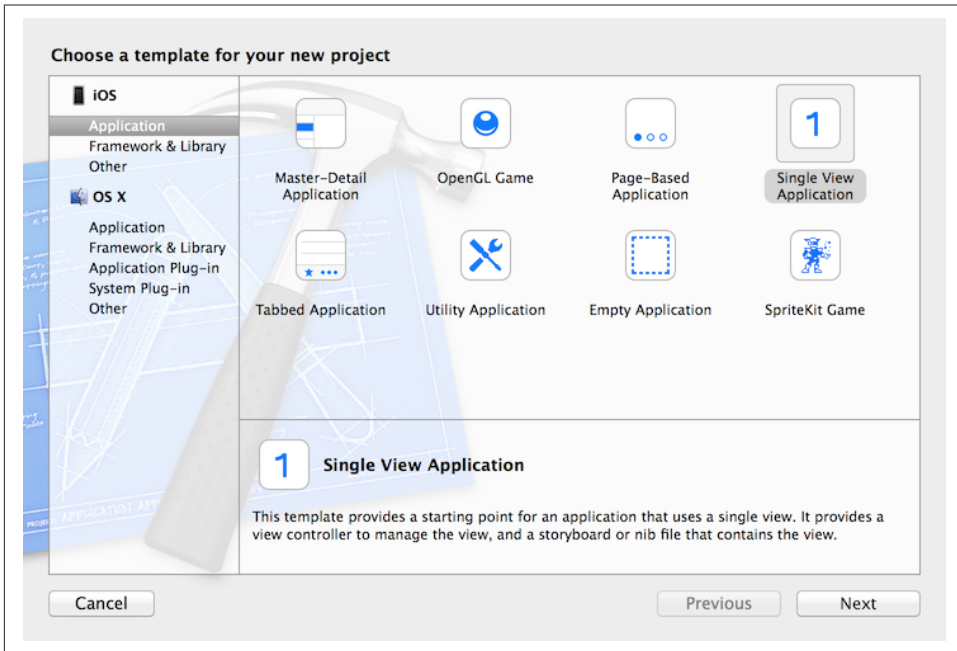 Choose a template for your new project
iOS
Application
Framework & Library
Other
OS X
Application
Framework & Library
Application Plug-in
System Plug-in
Other
Master-Detail
Application
OpenGL Game
Page-Based
Application
1
Single View
Application
Tabbed Application
Utility Application
Empty Application
SpriteKit Game
1
Single View Application
This template provides a starting point for an application that uses a single view. It provides a
view controller to manage the view, and a storyboard or nib file that contains the view.
Cancel
Previous
Next